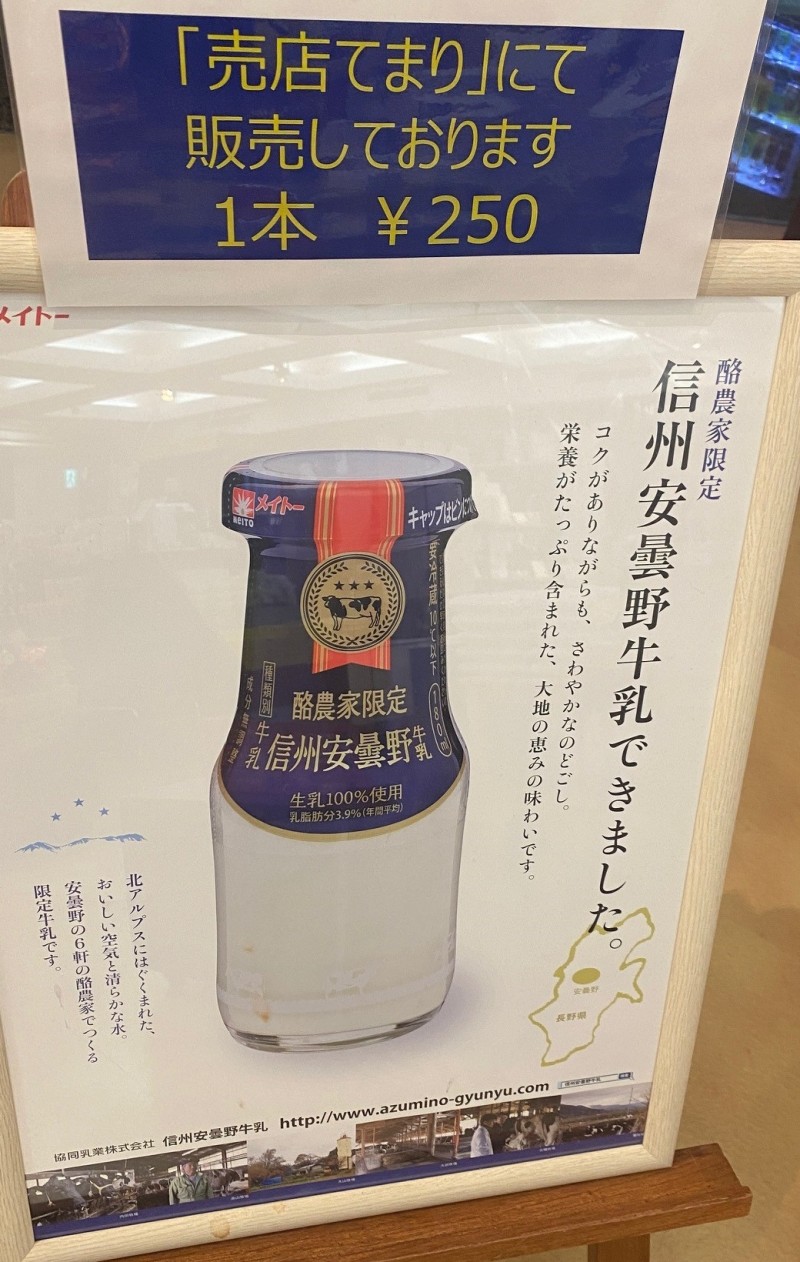 「売店てまり」にて
販売しております
1本 ¥250
メイトー
酪農家限定
信州安曇野牛乳できました。
コクがありながらも、さわやかなのどごし。
栄養がたっぷり含まれた、大地の恵みの味わいです。
MEITO
メイトー
キャップはピン
要冷蔵10℃以下
180ml
種類別
牛乳
成分無調整
酪農家限定
信州安曇野牛乳
生乳100%使用
乳脂肪分3.9%(年間平均)
北アルプスにはぐくまれた、
おいしい空気と清らかな水。
安曇野の6軒の酪農家でつくる
限定牛乳です。
安曇野
長野県
協同乳業株式会社 信州安曇野牛乳 http://www.azumino-gyunyu.com
信州安曇野牛乳